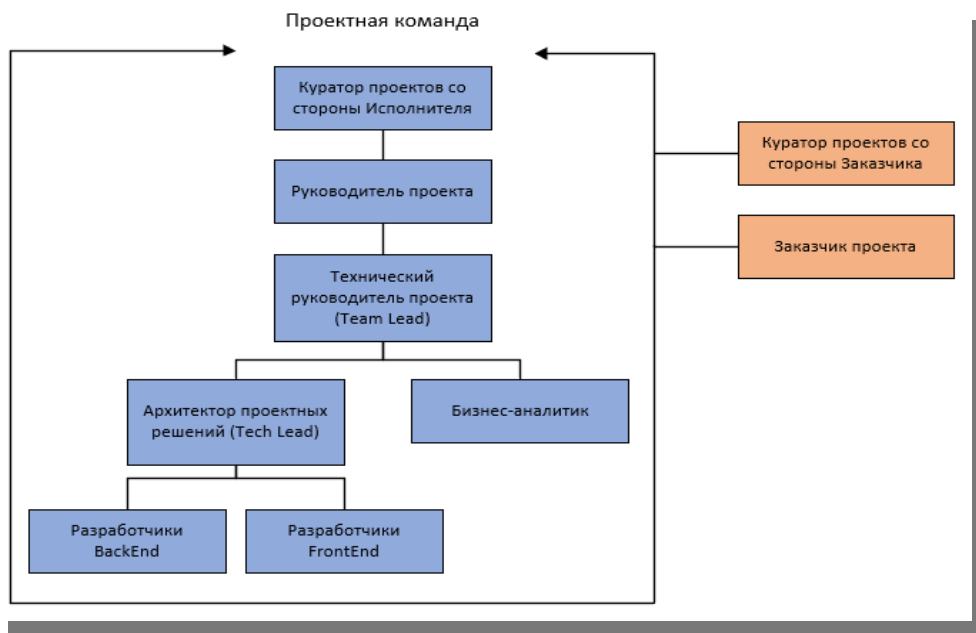 Проектная команда
Куратор проектов со
стороны Исполнителя
Куратор проектов со
стороны Заказчика
Руководитель проекта
Заказчик проекта
Технический
руководитель проекта
(Team Lead)
Архитектор проектных
решений (Tech Lead)
Бизнес-аналитик
Разработчики
BackEnd
Разработчики
FrontEnd